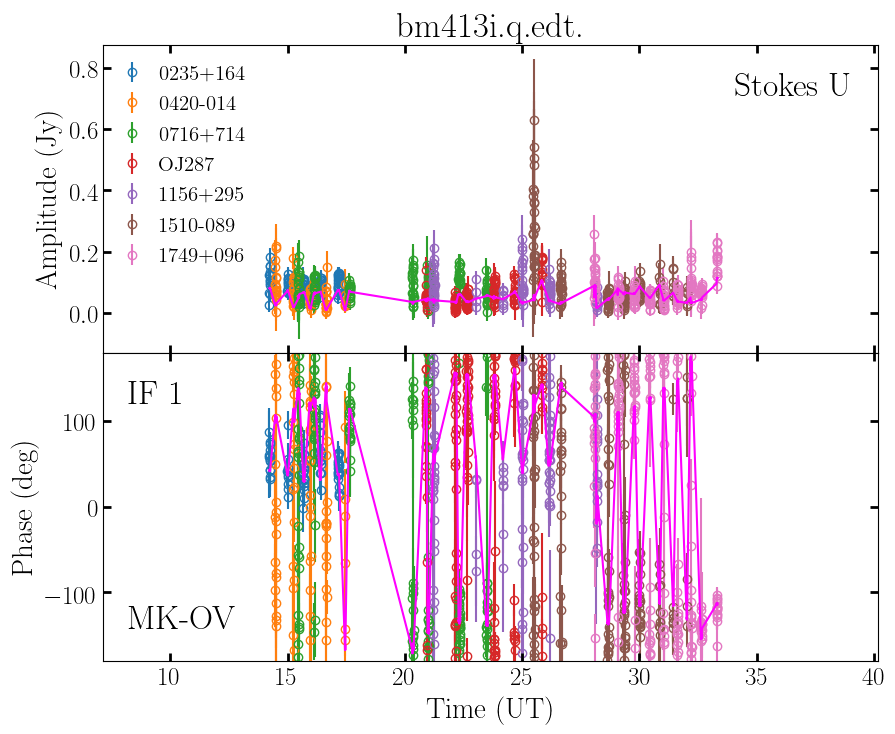 bm413i.q.edt.
0.8
0.6
0.4
0.2
0.0
Amplitude (Jy)
0235+164
0420-014
0716+714
OJ287
1156+295
1510-089
1749+096
Stokes U
IF 1
MK-OV
100
0
−100
Phase (deg)
10
15
20
25
30
35
40
Time (UT)